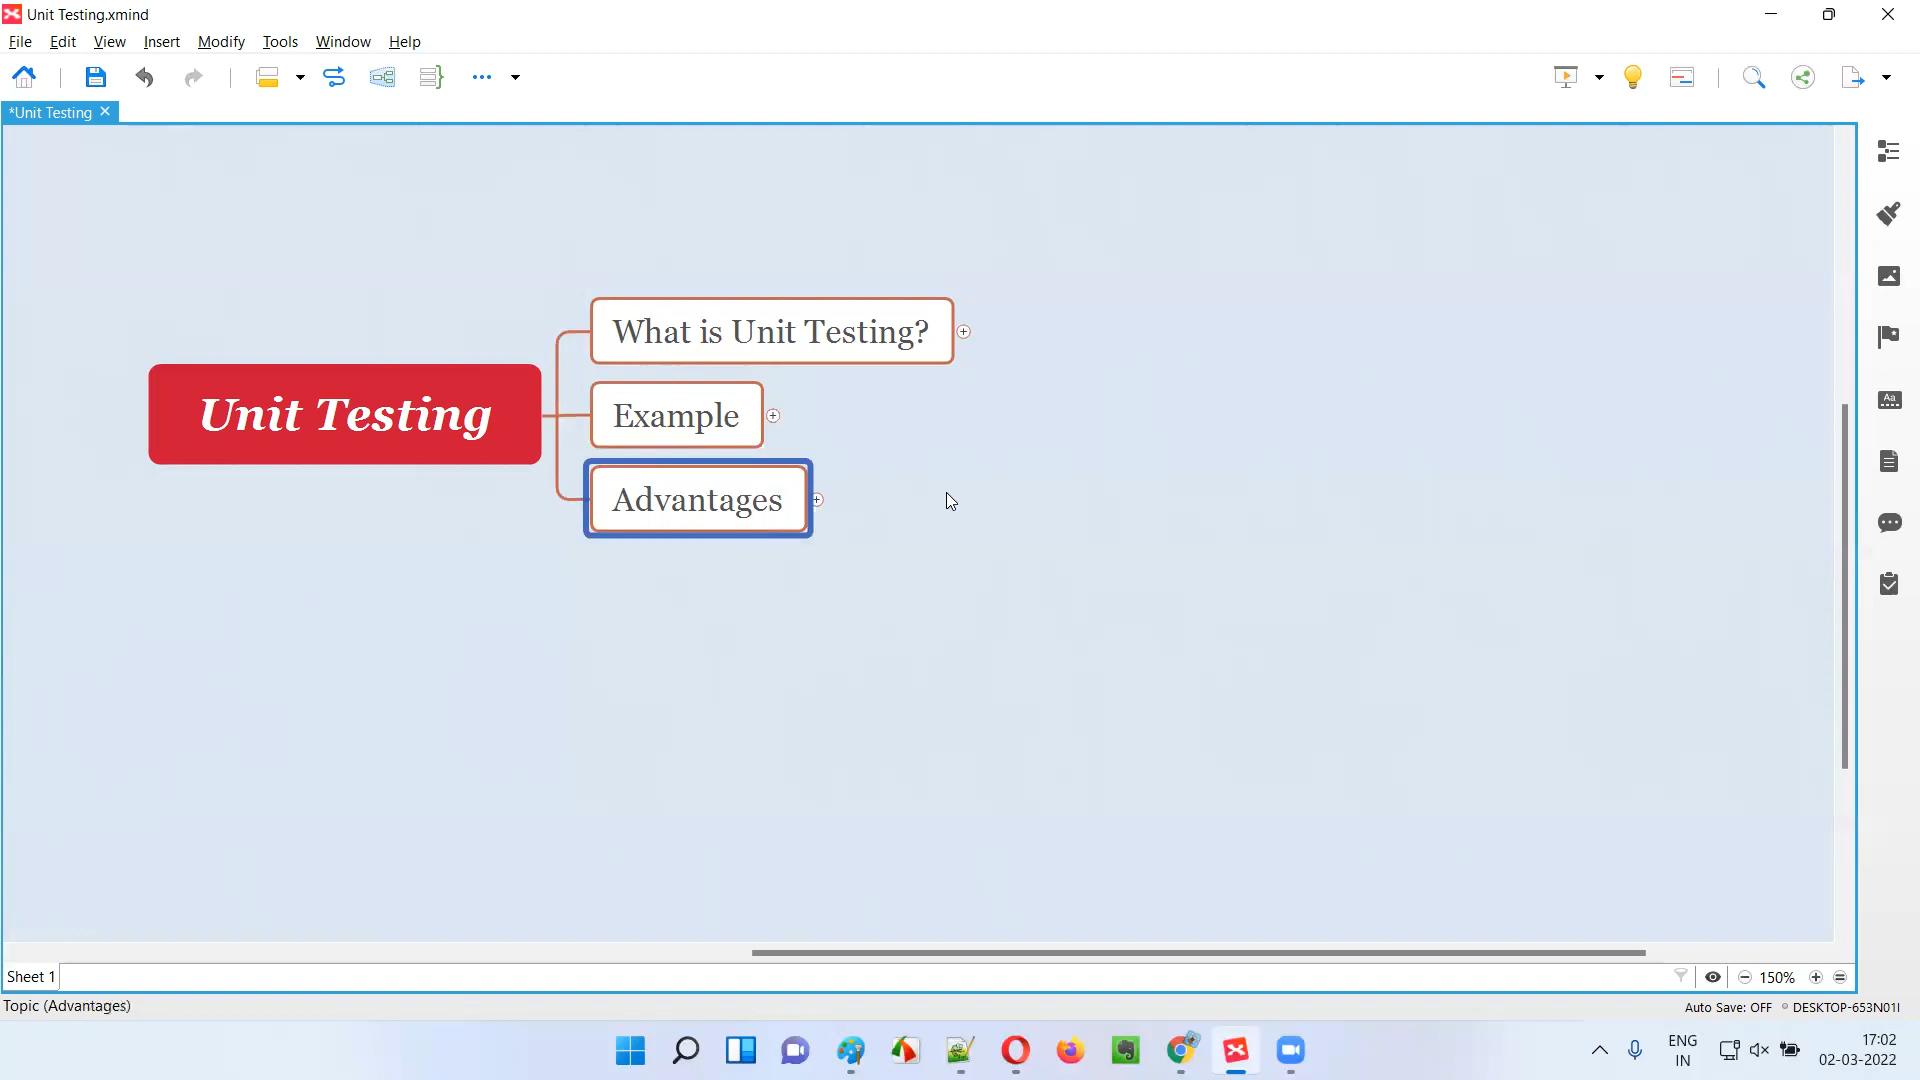 Unit Testing.xmind
File Edit View Insert Modify Tools Window Help
*Unit Testing
What is Unit Testing?
Unit Testing
Example
Advantages
Aa
Sheet 1
150%
Topic (Advantages)
Auto Save: OFF DESKTOP-653N01I
ENG
IN
17:02
02-03-2022